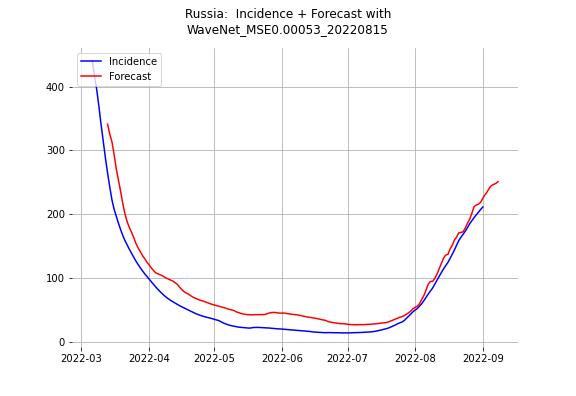 Russia:  Incidence + Forecast with
WaveNet_MSE0.00053_20220815
Incidence
Forecast
400
300
200
100
0
2022-03 2022-04 2022-05 2022-06 2022-07 2022-08 2022-09